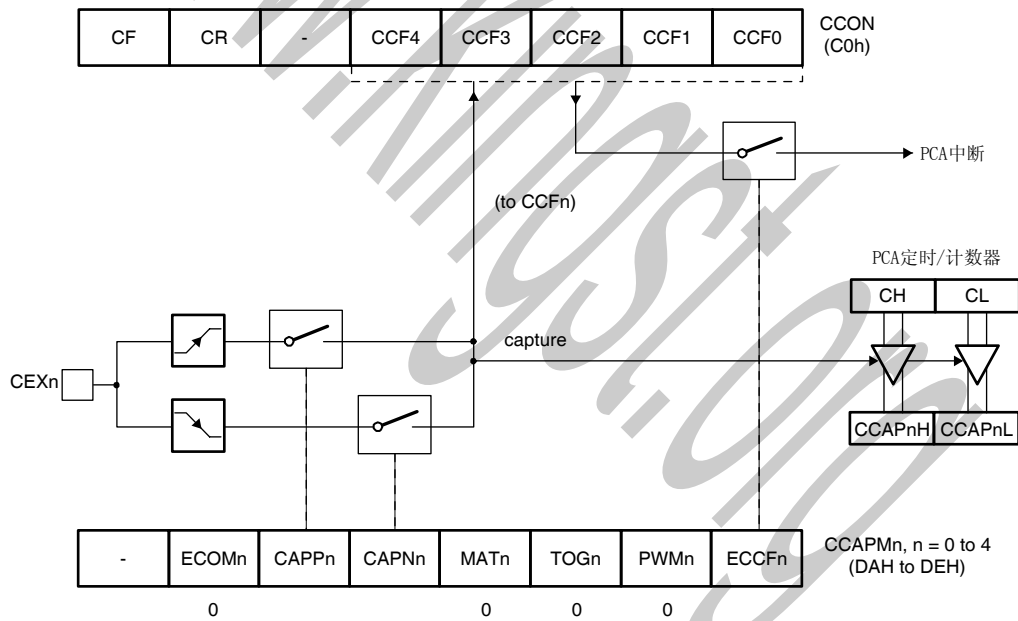 CF CR - CCF4 CCF3 CCF2 CCF1 CCF0
CCON
(C0h)
PCA中断
(to CCFn)
PCA定时/计数器
CH CL
capture
CEXn
CCAPnH CCAPnL
- ECOMn CAPPn CAPNn MATn TOGn PWMn ECCFn
CCAPMn, n = 0 to 4
(DAH to DEH)
0 0 0 0